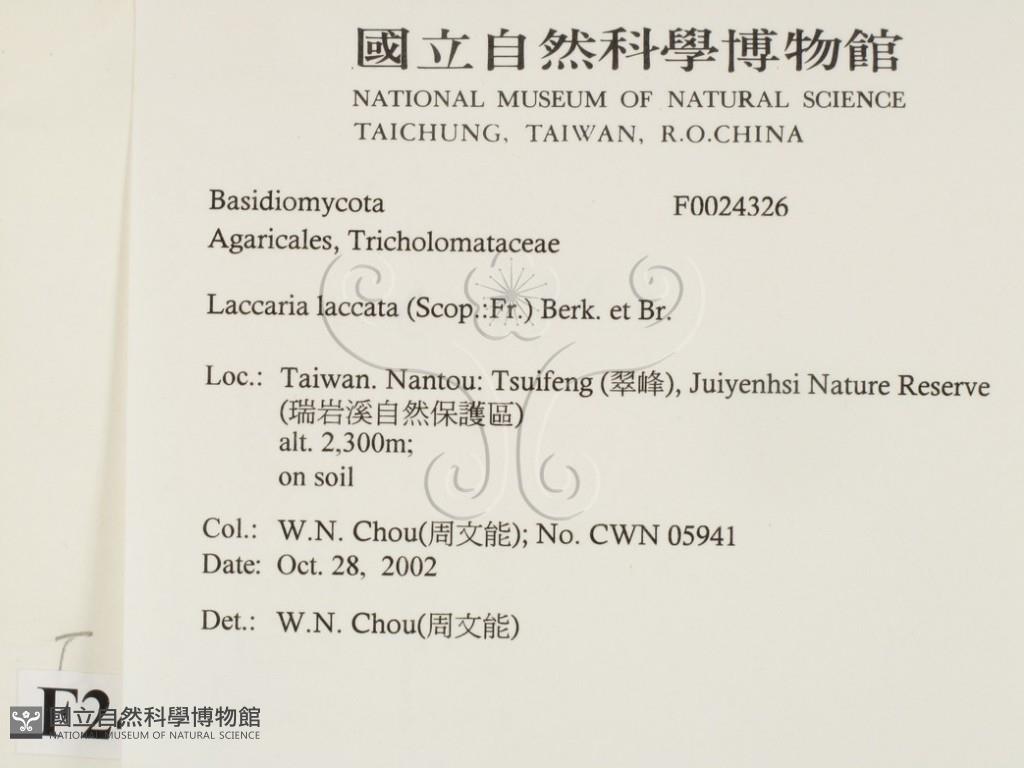 國立自然科學博物館
NATIONAL MUSEUM OF NATURAL SCIENCE
TAICHUNG, TAIWAN, R.O.CHINA
Basidiomycota F0024326
Agaricales, Tricholomataceae
Laccaria laccata (Scop.:Fr.) Berk. et Br.
Loc.: Taiwan. Nantou: Tsuifeng (翠峰), Juiyenhsi Nature Reserve
(瑞岩溪自然保護區)
alt. 2,300m;
on soil
Col.: W.N. Chou(周文能); No. CWN 05941
Date: Oct. 28, 2002
Det.: W.N. Chou(周文能)
T
F2
國立自然科學博物館
NATIONAL MUSEUM OF NATURAL SCIENCE